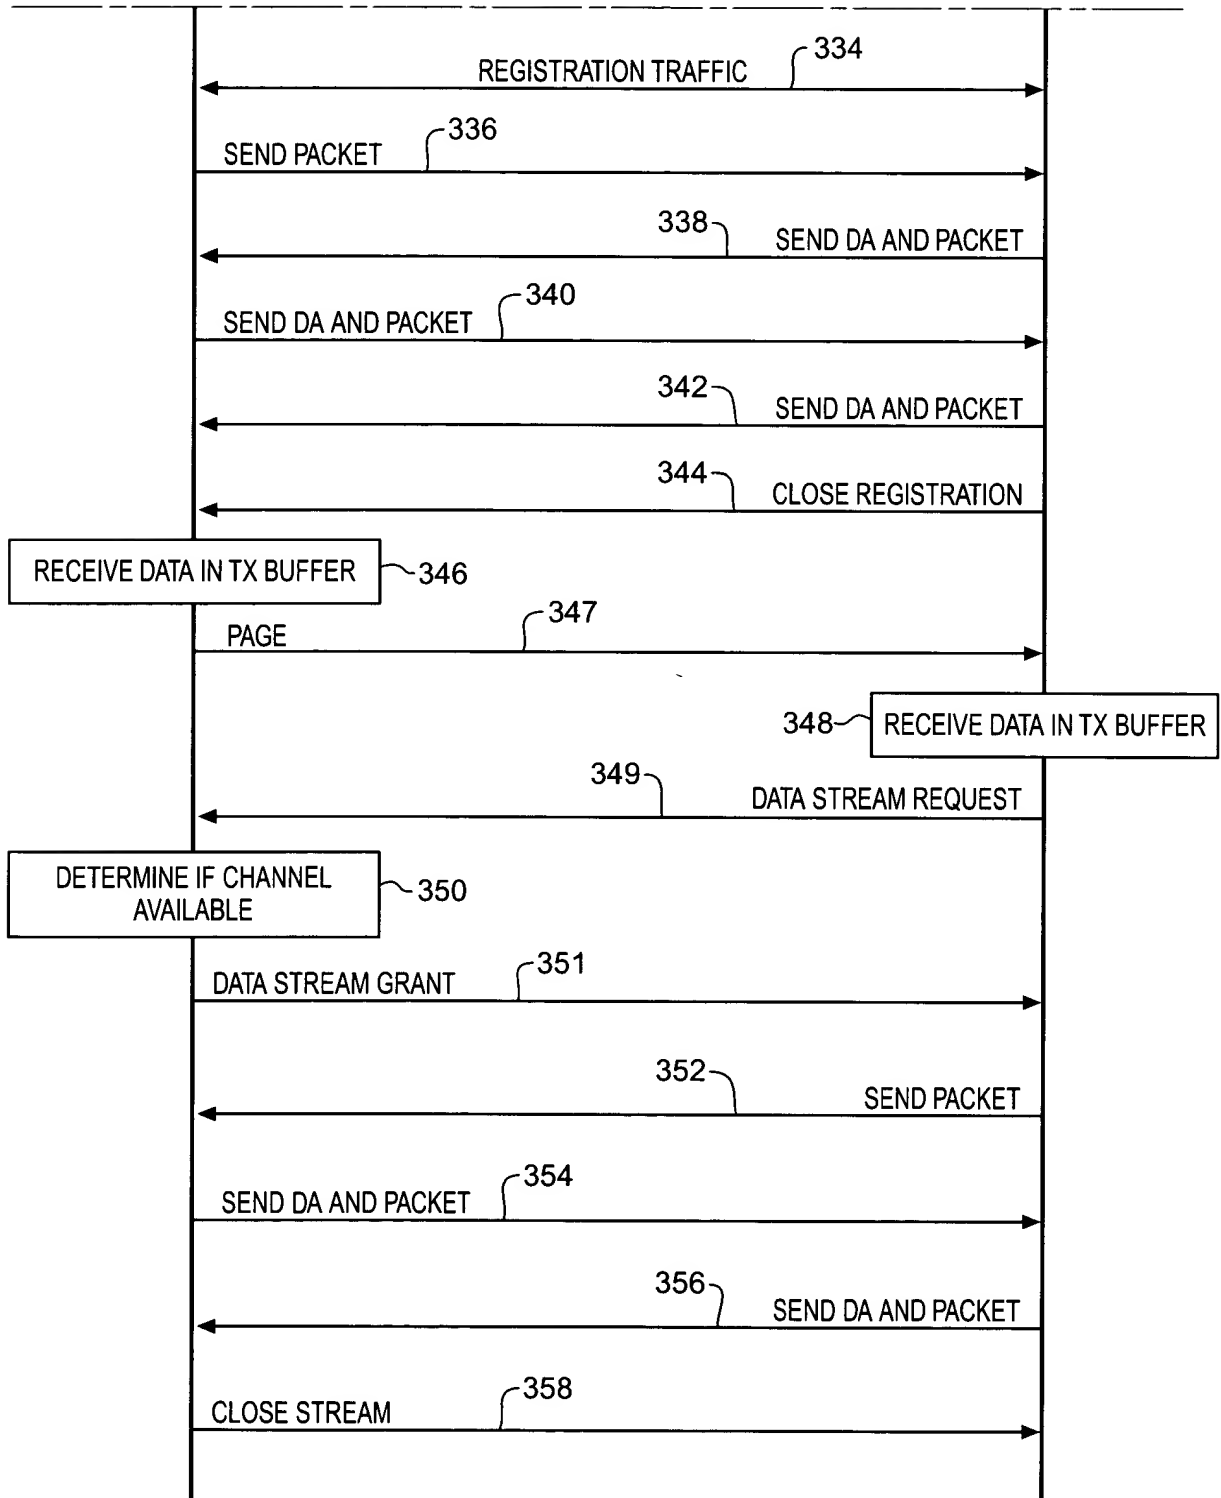 334
REGISTRATION TRAFFIC
336
SEND PACKET
338
SEND DA AND PACKET
340
SEND DA AND PACKET
342
SEND DA AND PACKET
344
CLOSE REGISTRATION
RECEIVE DATA IN TX BUFFER
346
347
PAGE
348
RECEIVE DATA IN TX BUFFER
349
DATA STREAM REQUEST
DETERMINE IF CHANNEL
AVAILABLE
350
351
DATA STREAM GRANT
352
SEND PACKET
354
SEND DA AND PACKET
356
SEND DA AND PACKET
358
CLOSE STREAM